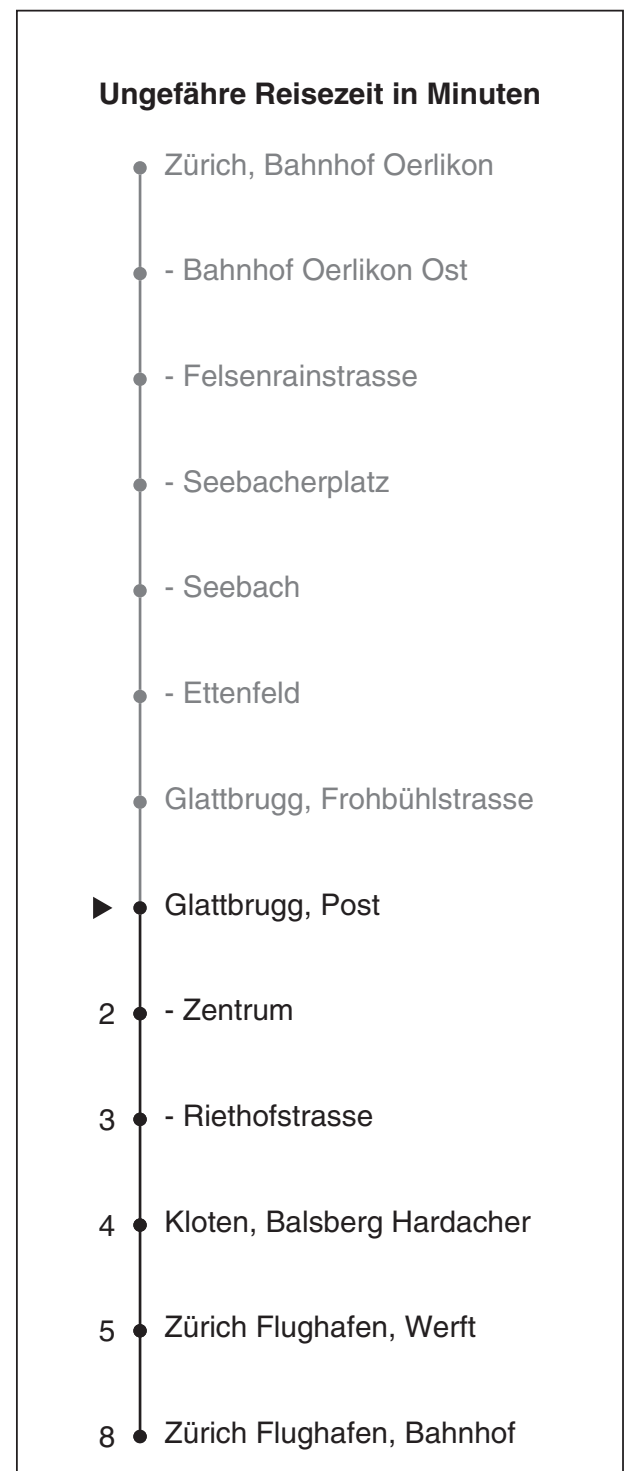 Ungefähre Reisezeit in Minuten
Zürich, Bahnhof Oerlikon
- Bahnhof Oerlikon Ost
- Felsenrainstrasse
- Seebacherplatz
- Seebach
- Ettenfeld
Glattbrugg, Frohbühlstrasse
Glattbrugg, Post
2 - Zentrum
3 - Riethofstrasse
4 Kloten, Balsberg Hardacher
5 Zürich Flughafen, Werft
8 Zürich Flughafen, Bahnhof